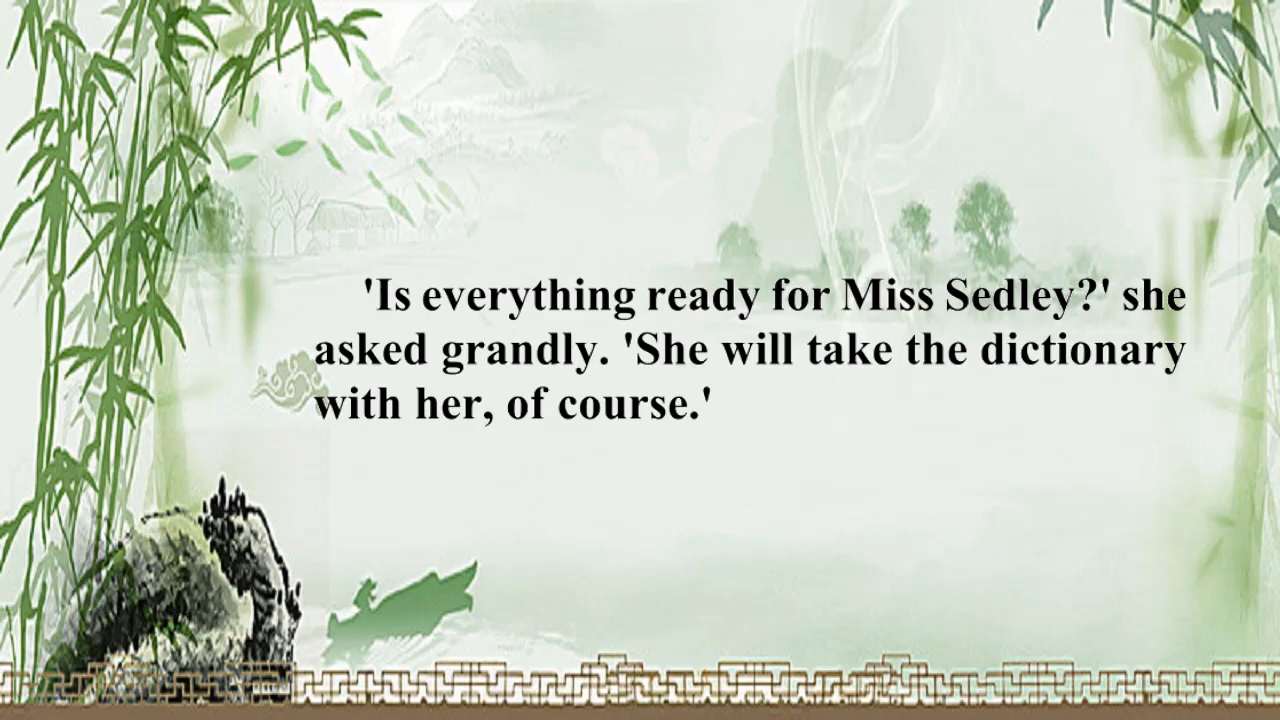 'Is everything ready for Miss Sedley?' she
asked grandly. 'She will take the dictionary
with her, of course.'